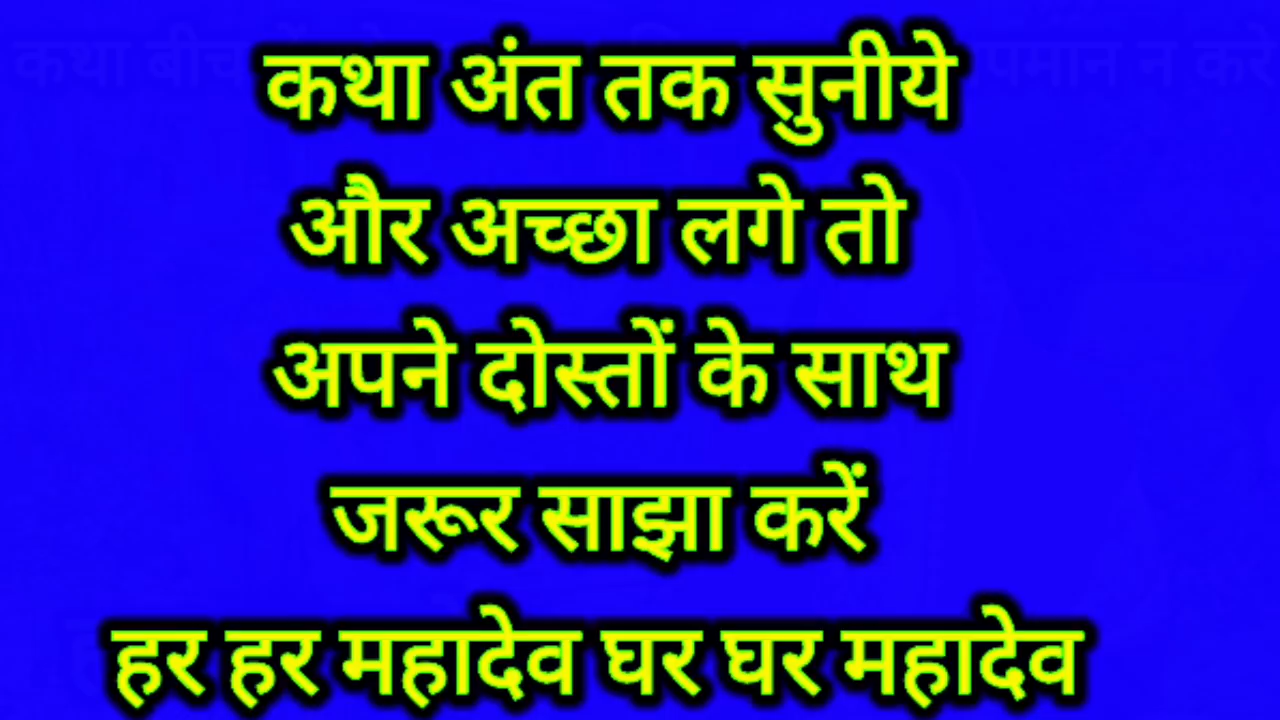 कथा अंत तक सुनीये
और अच्छा लगे तो
अपने दोस्तों के साथ
जरूर साझा करें
हर हर महादेव घर घर महादेव